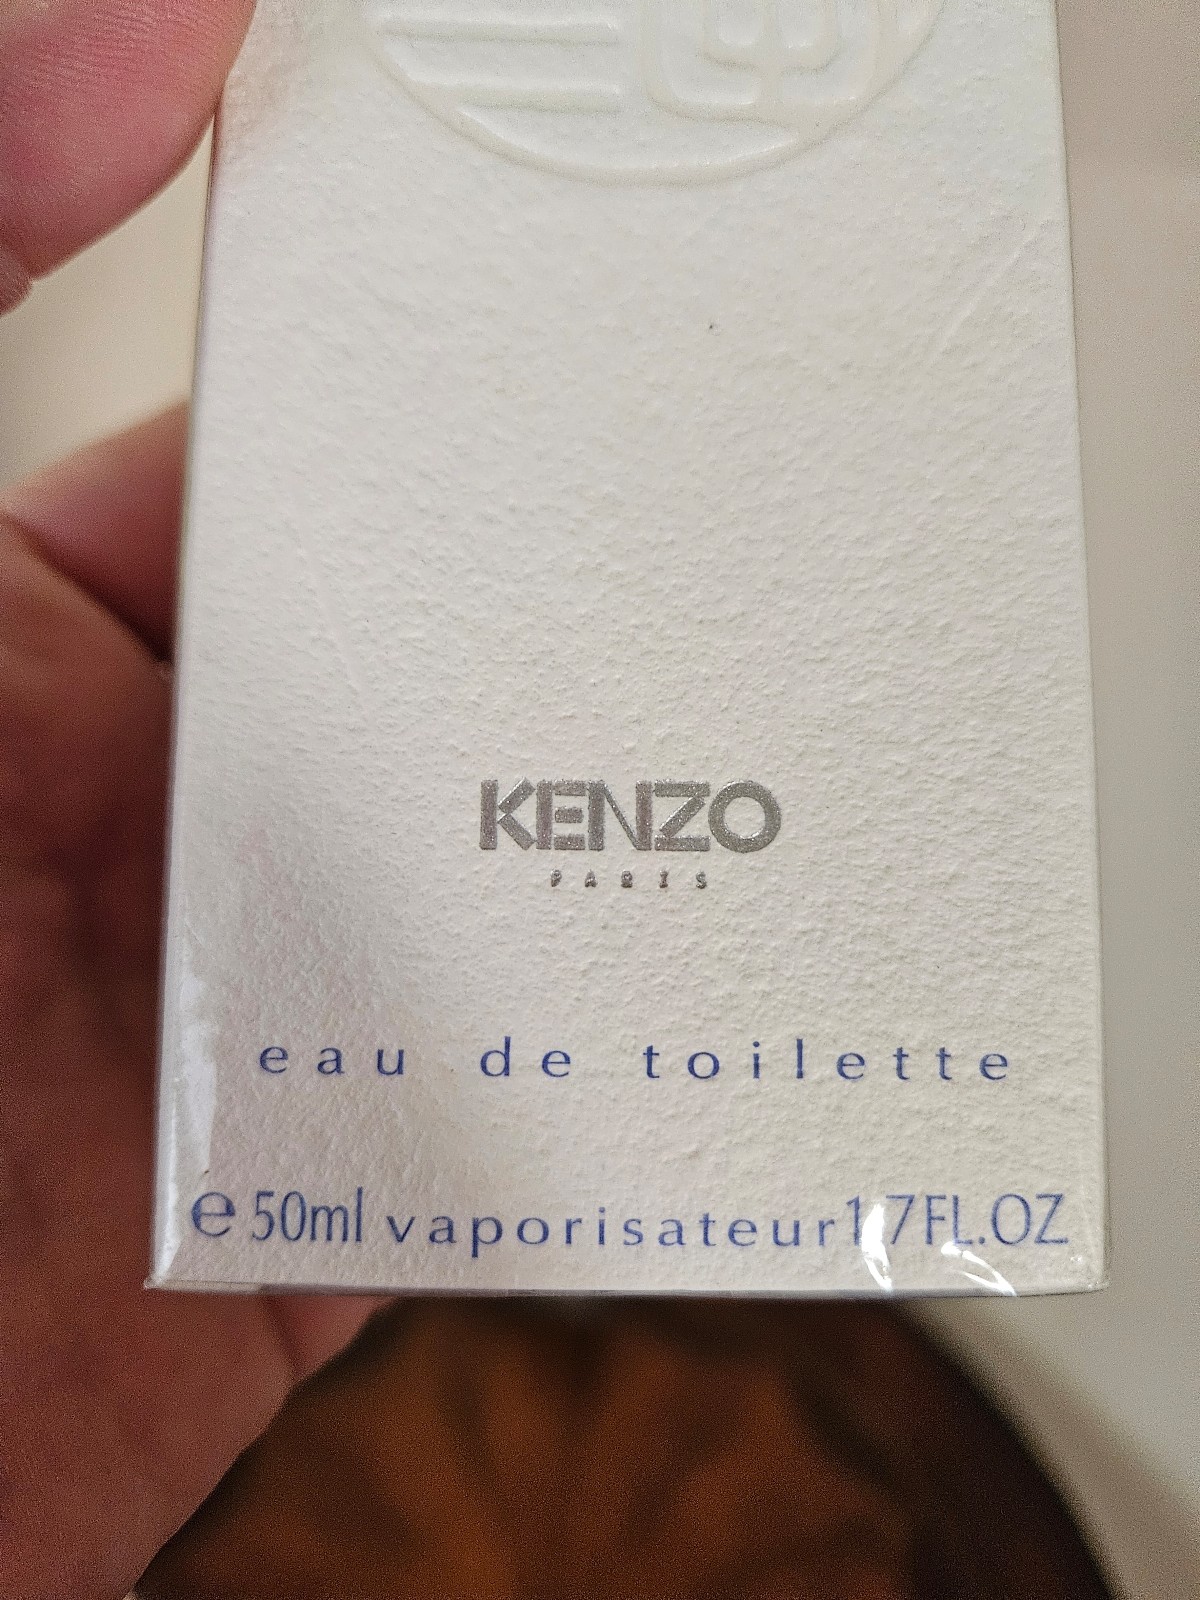 KENZO
PARIS
eau de toilette
℮ 50ml vaporisateur 1.7FL.OZ